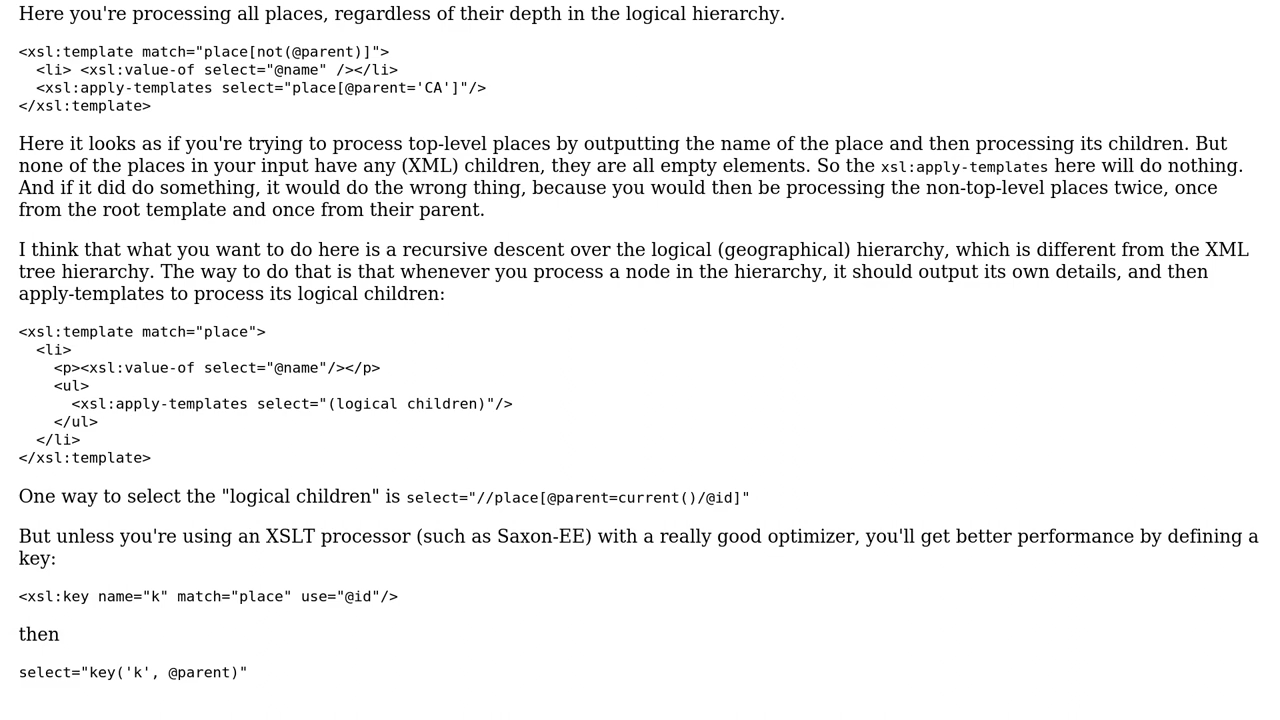 Here you're processing all places, regardless of their depth in the logical hierarchy.
<xsl:template match="place[not(@parent)]">
  <li> <xsl:value-of select="@name" /></li>
  <xsl:apply-templates select="place[@parent='CA']"/>
</xsl:template>
Here it looks as if you're trying to process top-level places by outputting the name of the place and then processing its children. But
none of the places in your input have any (XML) children, they are all empty elements. So the xsl:apply-templates here will do nothing.
And if it did do something, it would do the wrong thing, because you would then be processing the non-top-level places twice, once
from the root template and once from their parent.
I think that what you want to do here is a recursive descent over the logical (geographical) hierarchy, which is different from the XML
tree hierarchy. The way to do that is that whenever you process a node in the hierarchy, it should output its own details, and then
apply-templates to process its logical children:
<xsl:template match="place">
  <li>
    <p><xsl:value-of select="@name"/></p>
    <ul>
      <xsl:apply-templates select="(logical children)"/>
    </ul>
  </li>
</xsl:template>
One way to select the "logical children" is select="//place[@parent=current()/@id]"
But unless you're using an XSLT processor (such as Saxon-EE) with a really good optimizer, you'll get better performance by defining a
key:
<xsl:key name="k" match="place" use="@id"/>
then
select="key('k', @parent)"